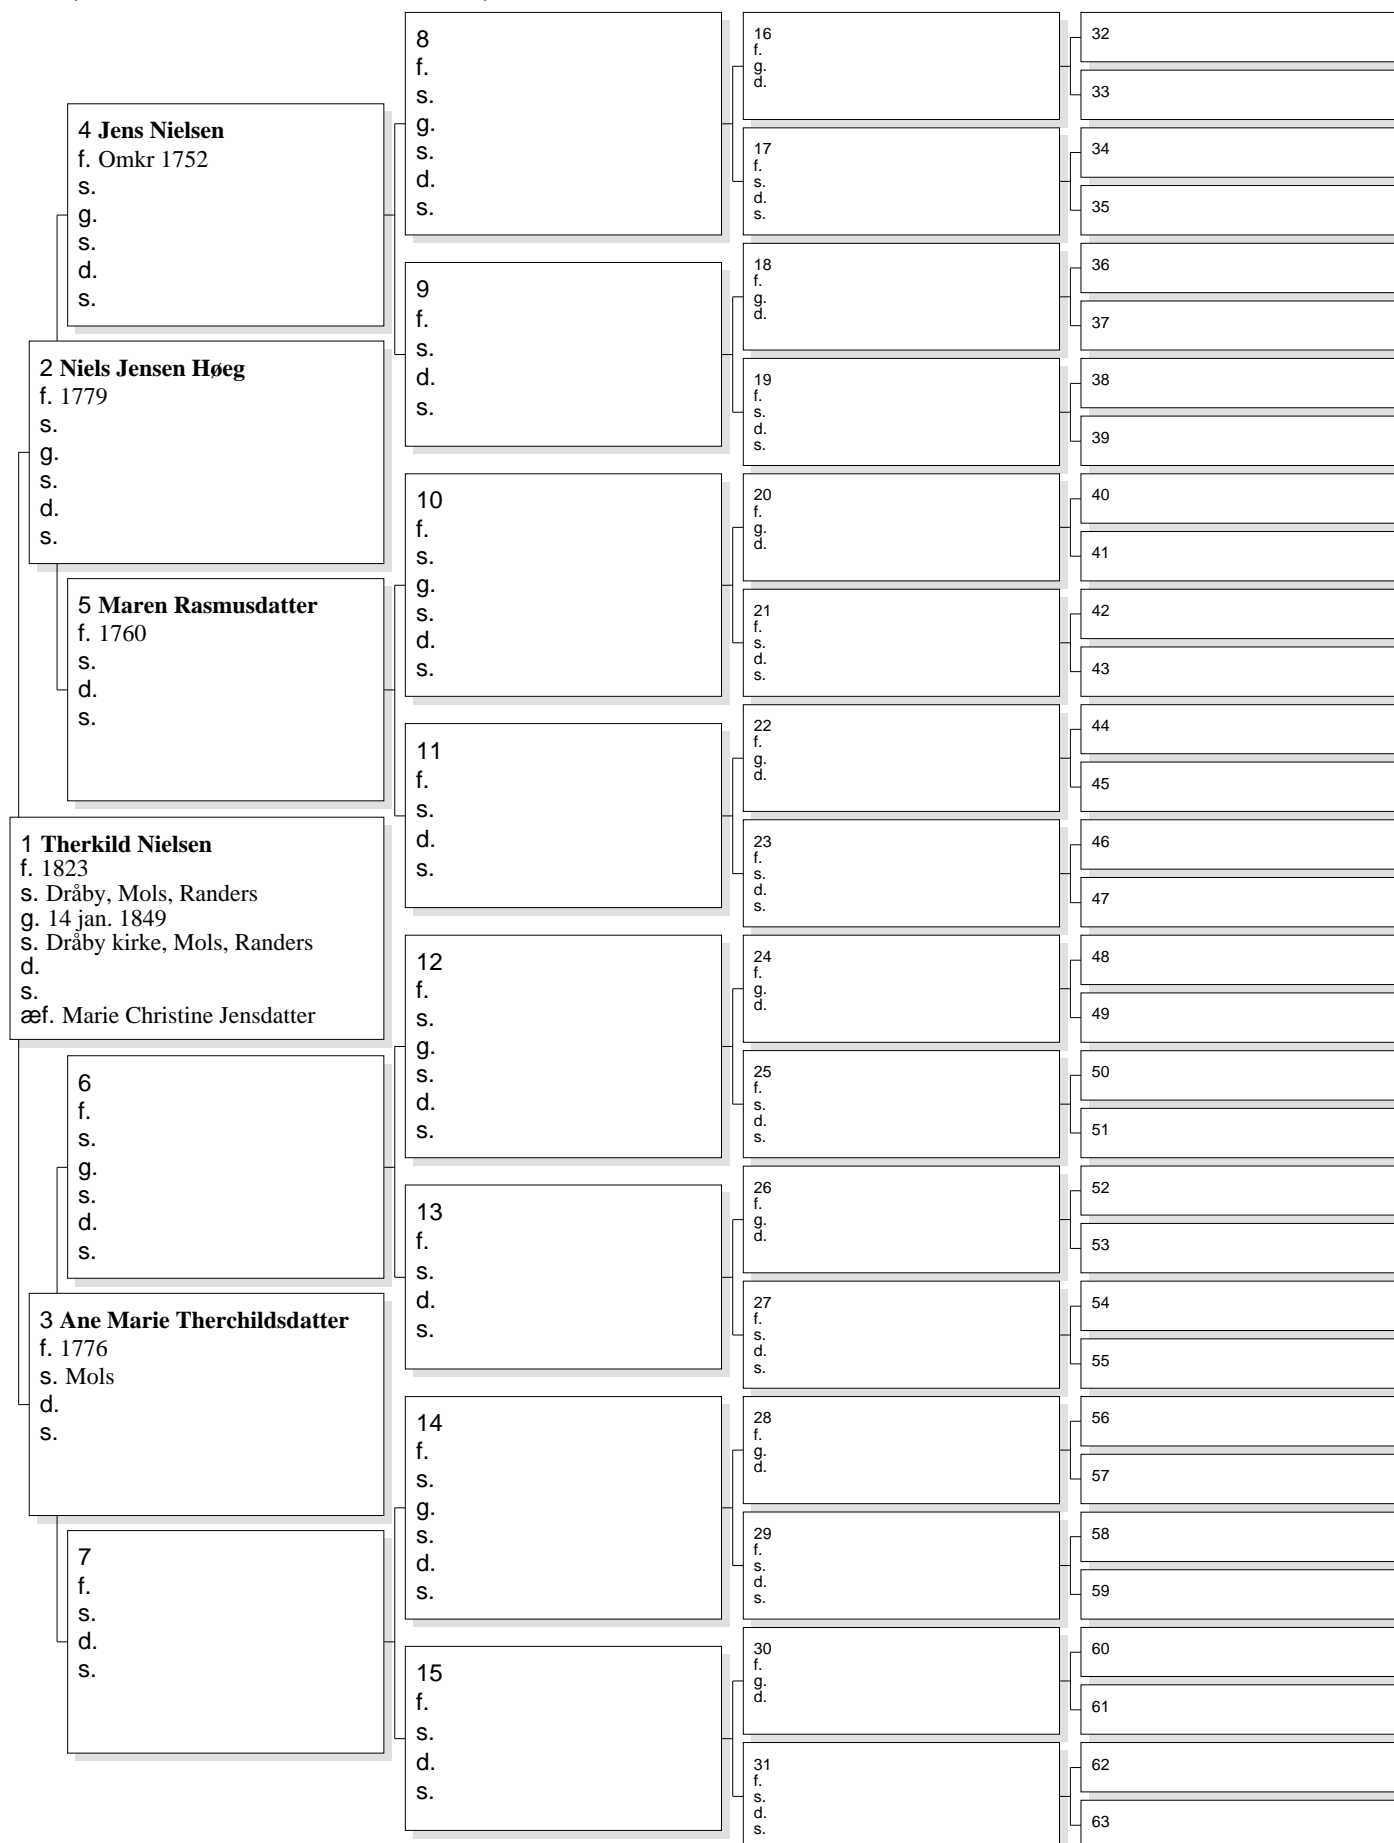 4 Jens Nielsen
f. Omkr 1752
s.
g.
s.
d.
s.
2 Niels Jensen Høeg
f. 1779
s.
g.
s.
d.
s.
5 Maren Rasmusdatter
f. 1760
s.
d.
s.
1 Therkild Nielsen
f. 1823
s. Dråby, Mols, Randers
g. 14 jan. 1849
s. Dråby kirke, Mols, Randers
d.
s.
æf. Marie Christine Jensdatter
6
f.
s.
g.
s.
d.
s.
3 Ane Marie Therchildsdatter
f. 1776
s. Mols
d.
s.
7
f.
s.
d.
s.
8
f.
s.
g.
s.
d.
s.
9
f.
s.
d.
s.
10
f.
s.
g.
s.
d.
s.
11
f.
s.
d.
s.
12
f.
s.
g.
s.
d.
s.
13
f.
s.
d.
s.
14
f.
s.
g.
s.
d.
s.
15
f.
s.
d.
s.
16
f.
g.
d.
17
f.
s.
d.
s.
18
f.
g.
d.
19
f.
s.
d.
s.
20
f.
g.
d.
21
f.
s.
d.
s.
22
f.
g.
d.
23
f.
s.
d.
s.
24
f.
g.
d.
25
f.
s.
d.
s.
26
f.
g.
d.
27
f.
s.
d.
s.
28
f.
g.
d.
29
f.
s.
d.
s.
30
f.
g.
d.
31
f.
s.
d.
s.
32
33
34
35
36
37
38
39
40
41
42
43
44
45
46
47
48
49
50
51
52
53
54
55
56
57
58
59
60
61
62
63